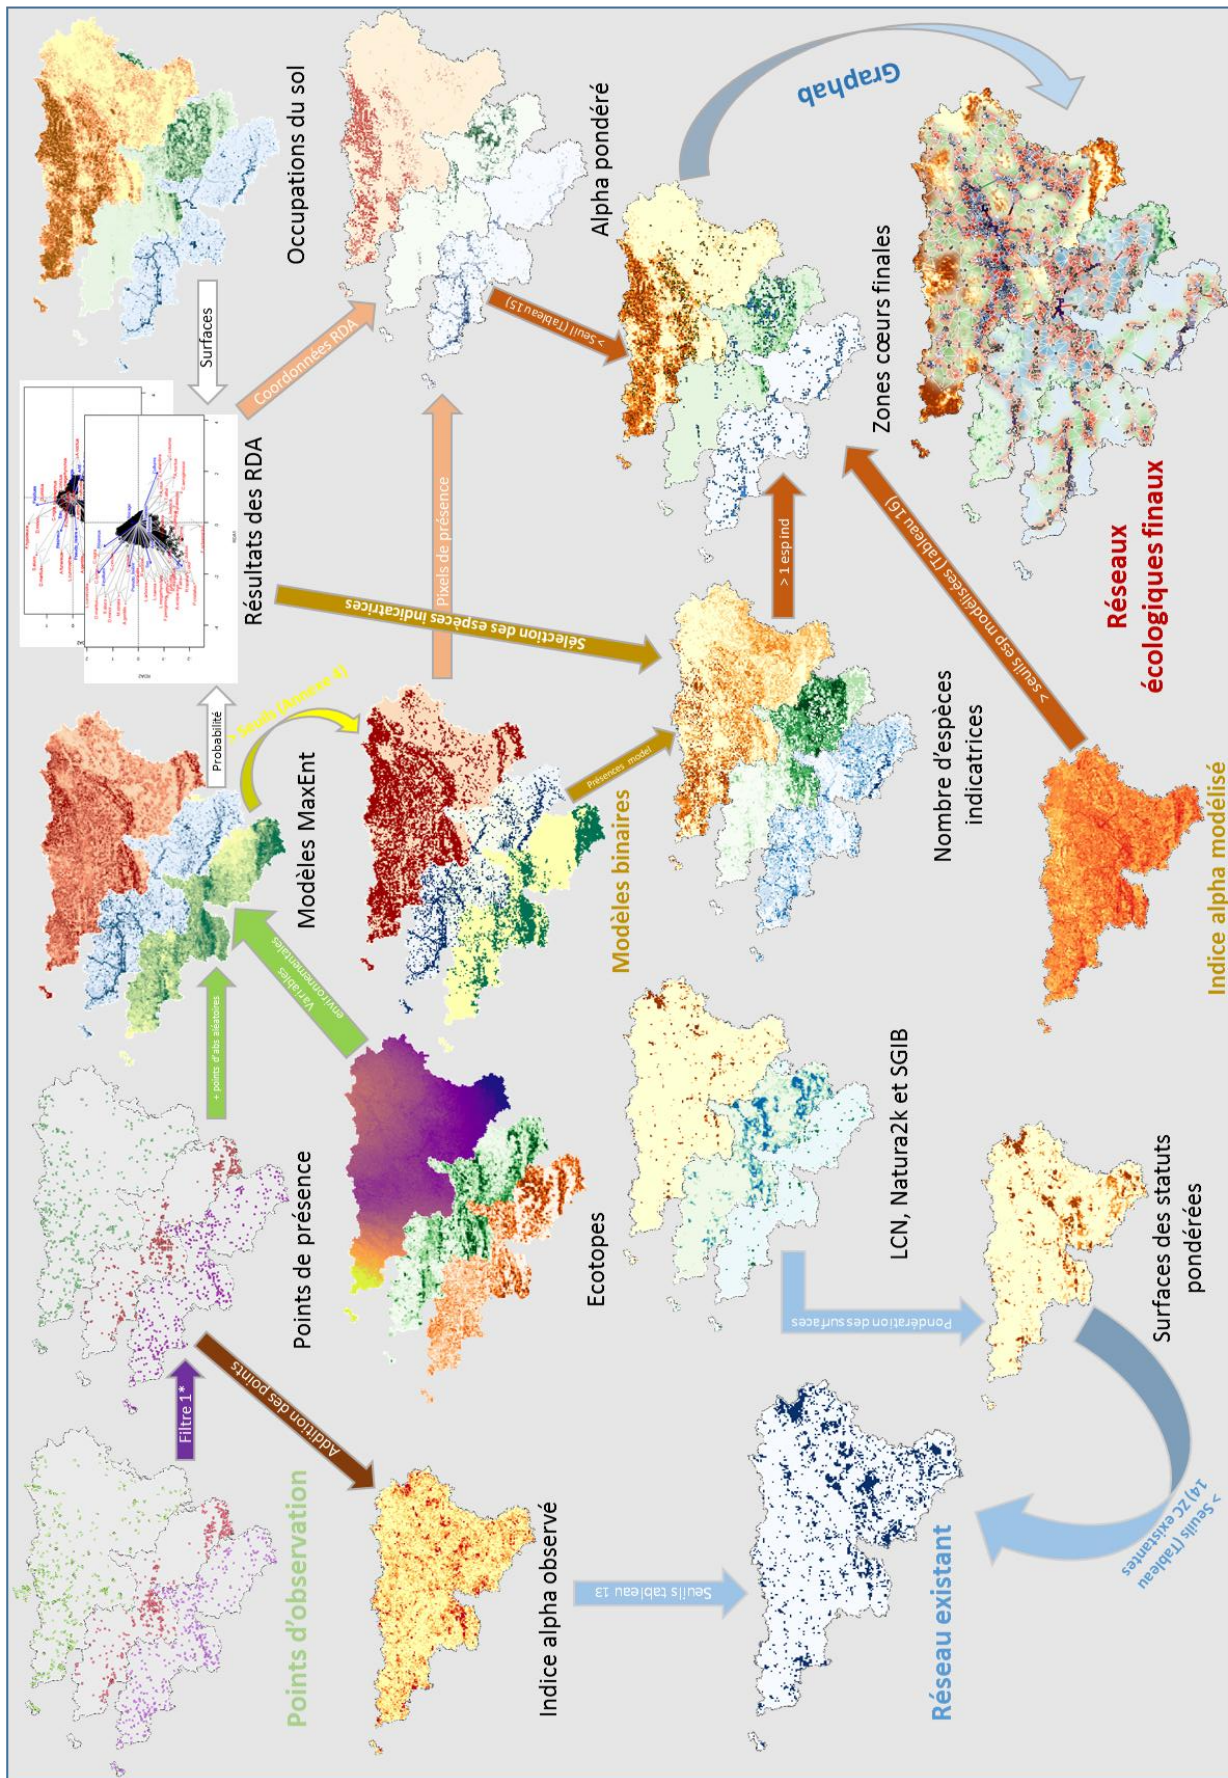 Points d'observation
Filtre 1*
Points de présence
+ points d'abs aléatoires
Modèles MaxEnt
Probabilité
Résultats des RDA
Surfaces
Occupations du sol
Addition des points
Variables
environnementales
> Seuils (Annexe 4)
Coordonnées RDA
Indice alpha observé
Ecotopes
Modèles binaires
Pixels de présence
Alpha pondéré
Sélection des espèces indicatrices
Présences model
> Seuil (Tableau 15)
Graphab
Seuils tableau 13
LCN, Natura2k et SGIB
Nombre d'espèces
indicatrices
> 1 esp ind
Zones cœurs finales
Pondération des surfaces
Réseau existant
> Seuils (Tableau
14) ZC existantes
Surfaces des statuts
pondérées
Indice alpha modélisé
> seuils esp modélisées (Tableau 16)
Réseaux
écologiques finaux